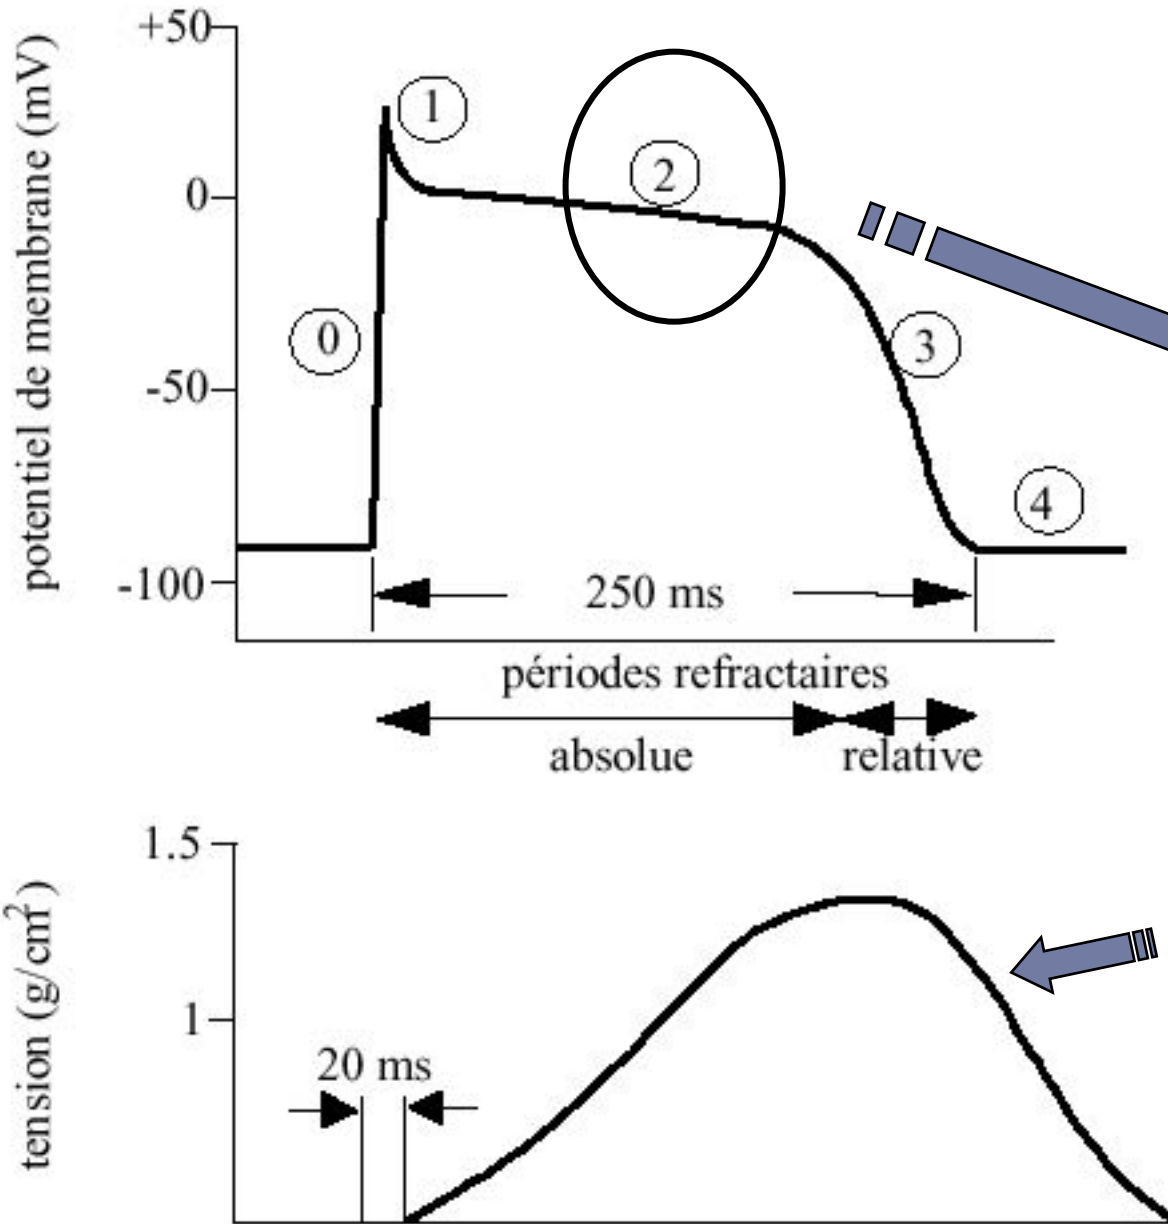 potentiel de membrane (mV)
+50
0
-50
-100
1
2
0
3
4
250 ms
périodes refractaires
absolue
relative
tension (g/cm²)
1.5
1
20 ms